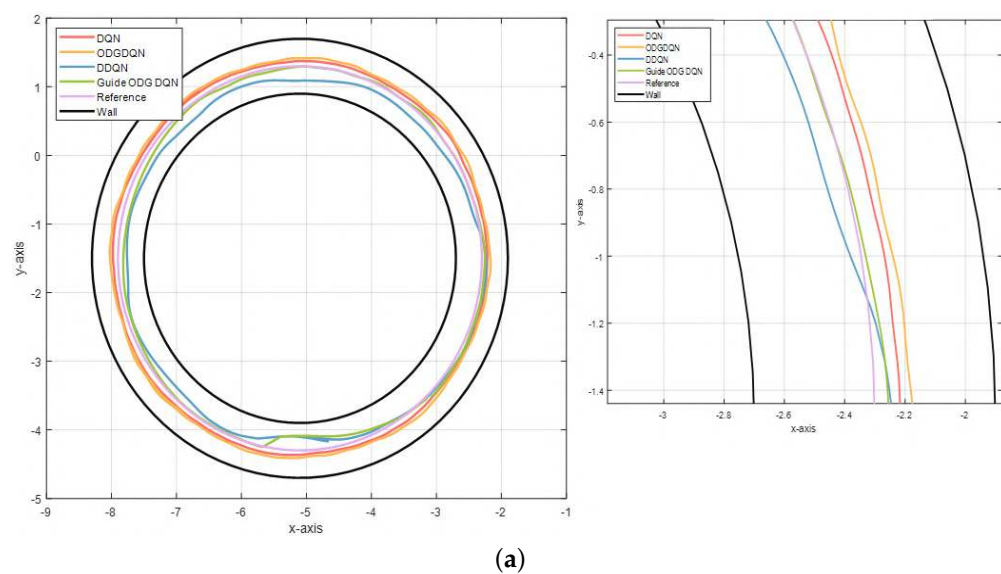 2
1
0
-1
-2
-3
-4
-5
y-axis
DQN
ODGDQN
DDQN
Guide ODG DQN
Reference
Wall
-9 -8 -7 -6 -5 -4 -3 -2 -1
x-axis
-0.4
-0.6
-0.8
-1
-1.2
-1.4
y-axis
DQN
ODGDQN
DDQN
Guide ODG DQN
Reference
Wall
-3 -2.8 -2.6 -2.4 -2.2 -2
x-axis
(a)